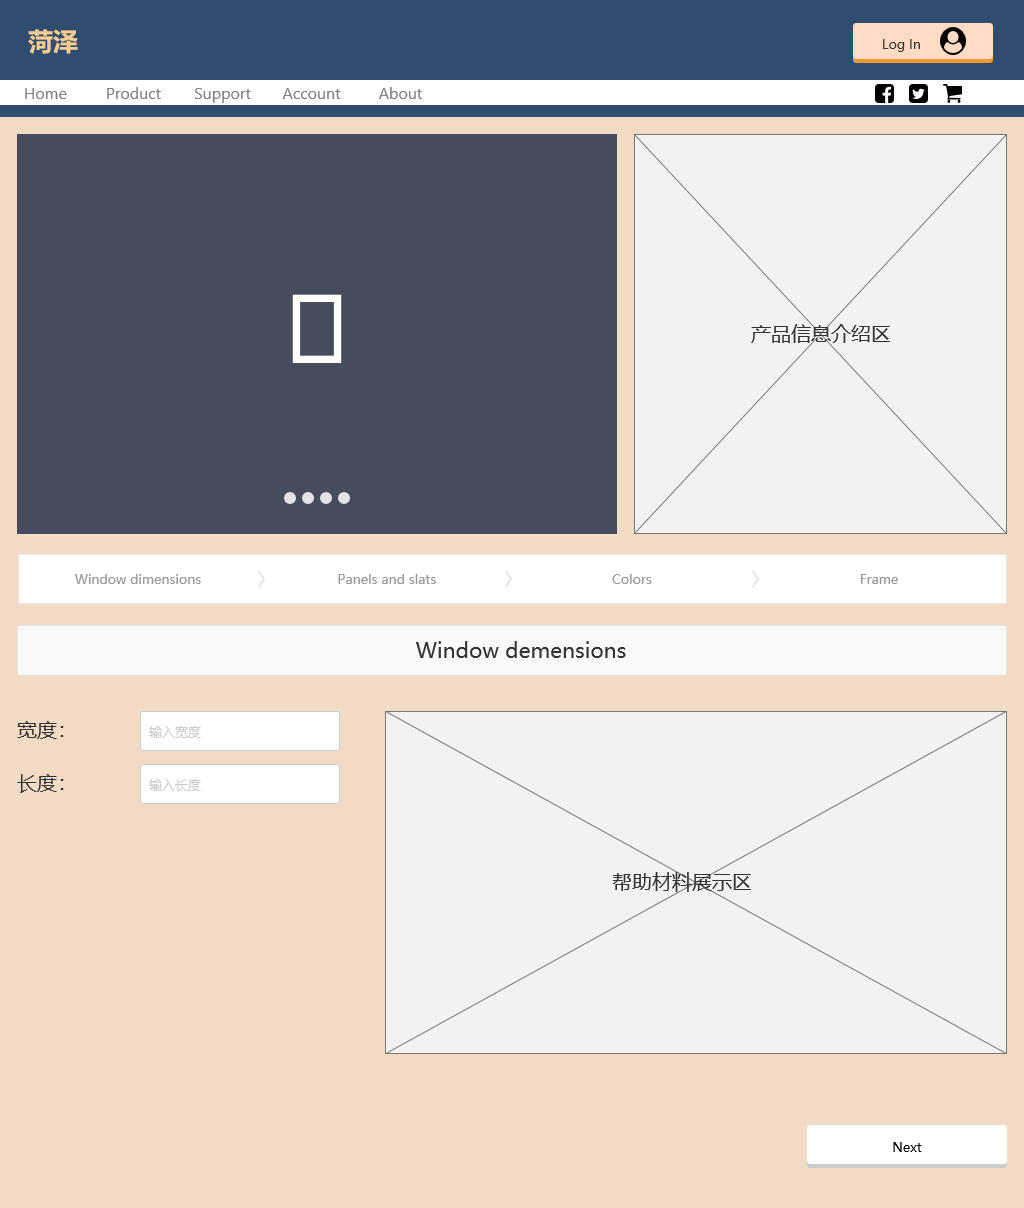 菏泽
Log In
Home Product Support Account About
产品信息介绍区
Window dimensions Panels and slats Colors Frame
Window demensions
宽度：
输入宽度
长度：
输入长度
帮助材料展示区
Next